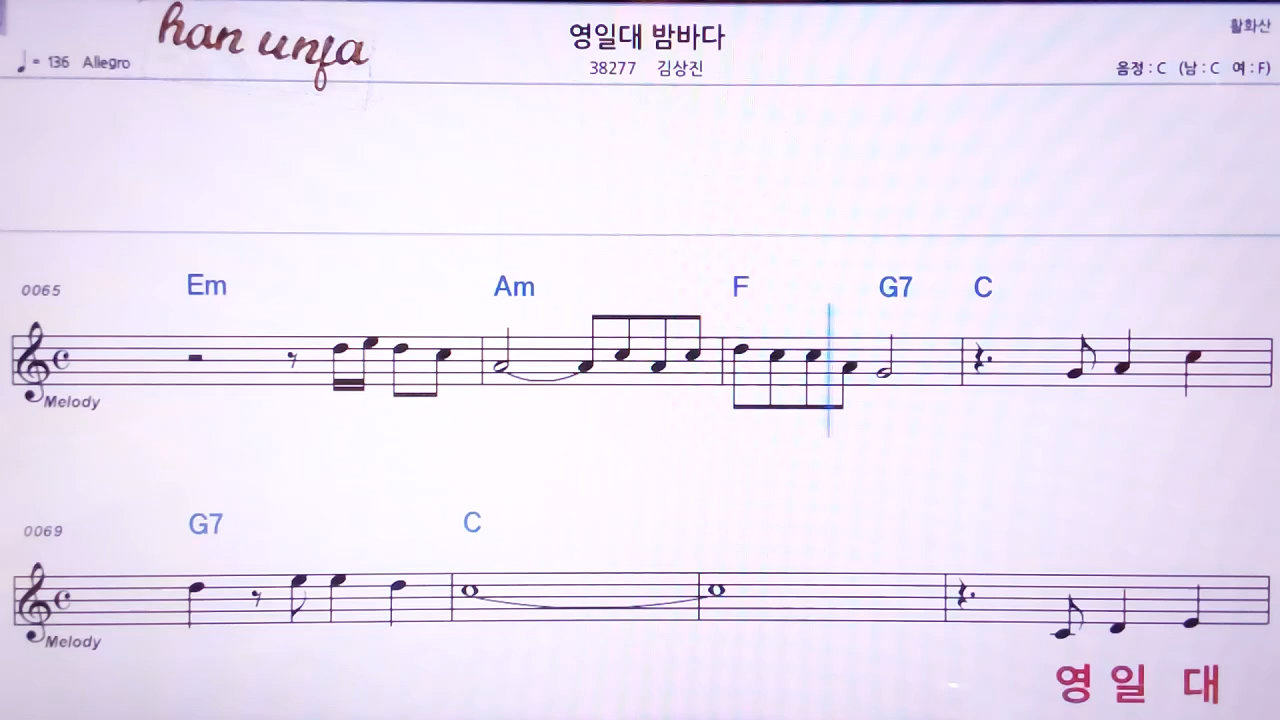 han unja
영일대 밤바다
활화산
♩ = 136 Allegro
38277 김상진
음정 : C (남 : C 여 : F)
0065
Em Am F G7 C
Melody
0069
G7 C
Melody
영 일 대